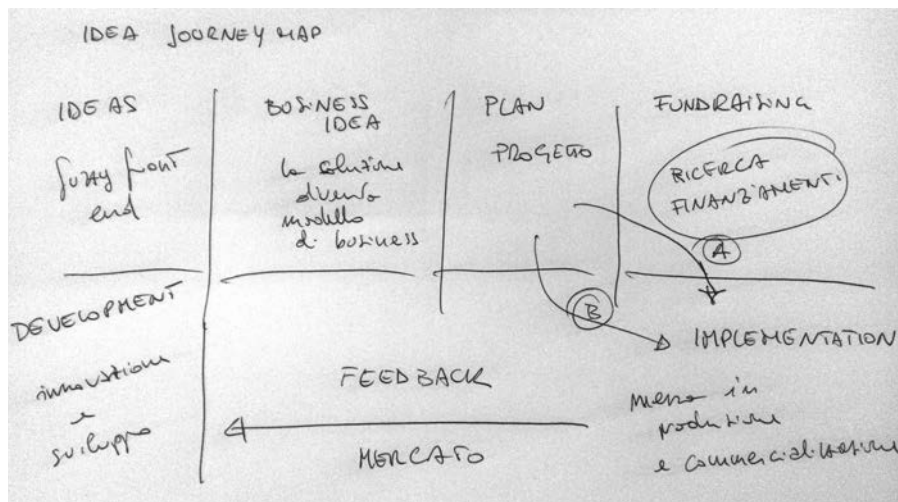 IDEA JOURNEY MAP
IDEAS
fuzzy front
end
BUSINESS
IDEA
la soluzione
diventa
modello
di business
PLAN
PROGETTO
FUNDRAISING
RICERCA
FINANZIAMENTI
A
DEVELOPMENT
innovazione
e
sviluppo
B
FEEDBACK
MERCATO
IMPLEMENTATION
messa in
produzione
e commercializzazione